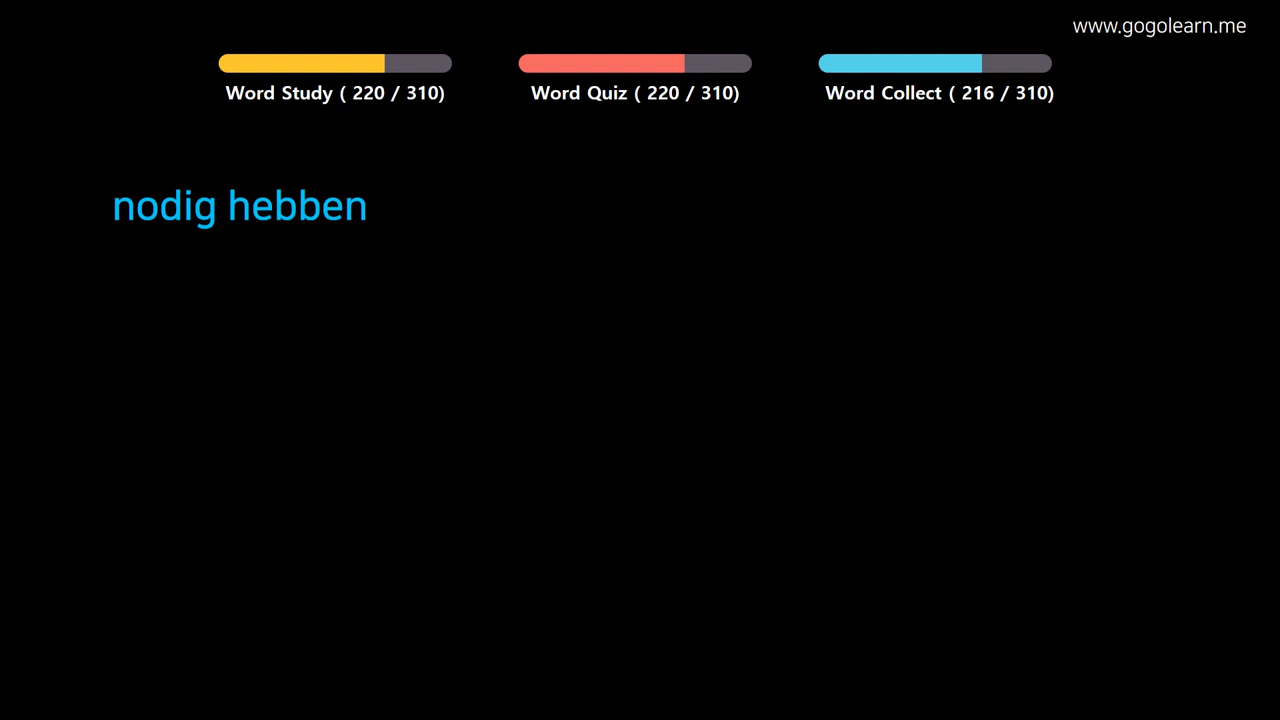 www.gogolearn.me
Word Study ( 220 / 310)
Word Quiz ( 220 / 310)
Word Collect ( 216 / 310)
nodig hebben